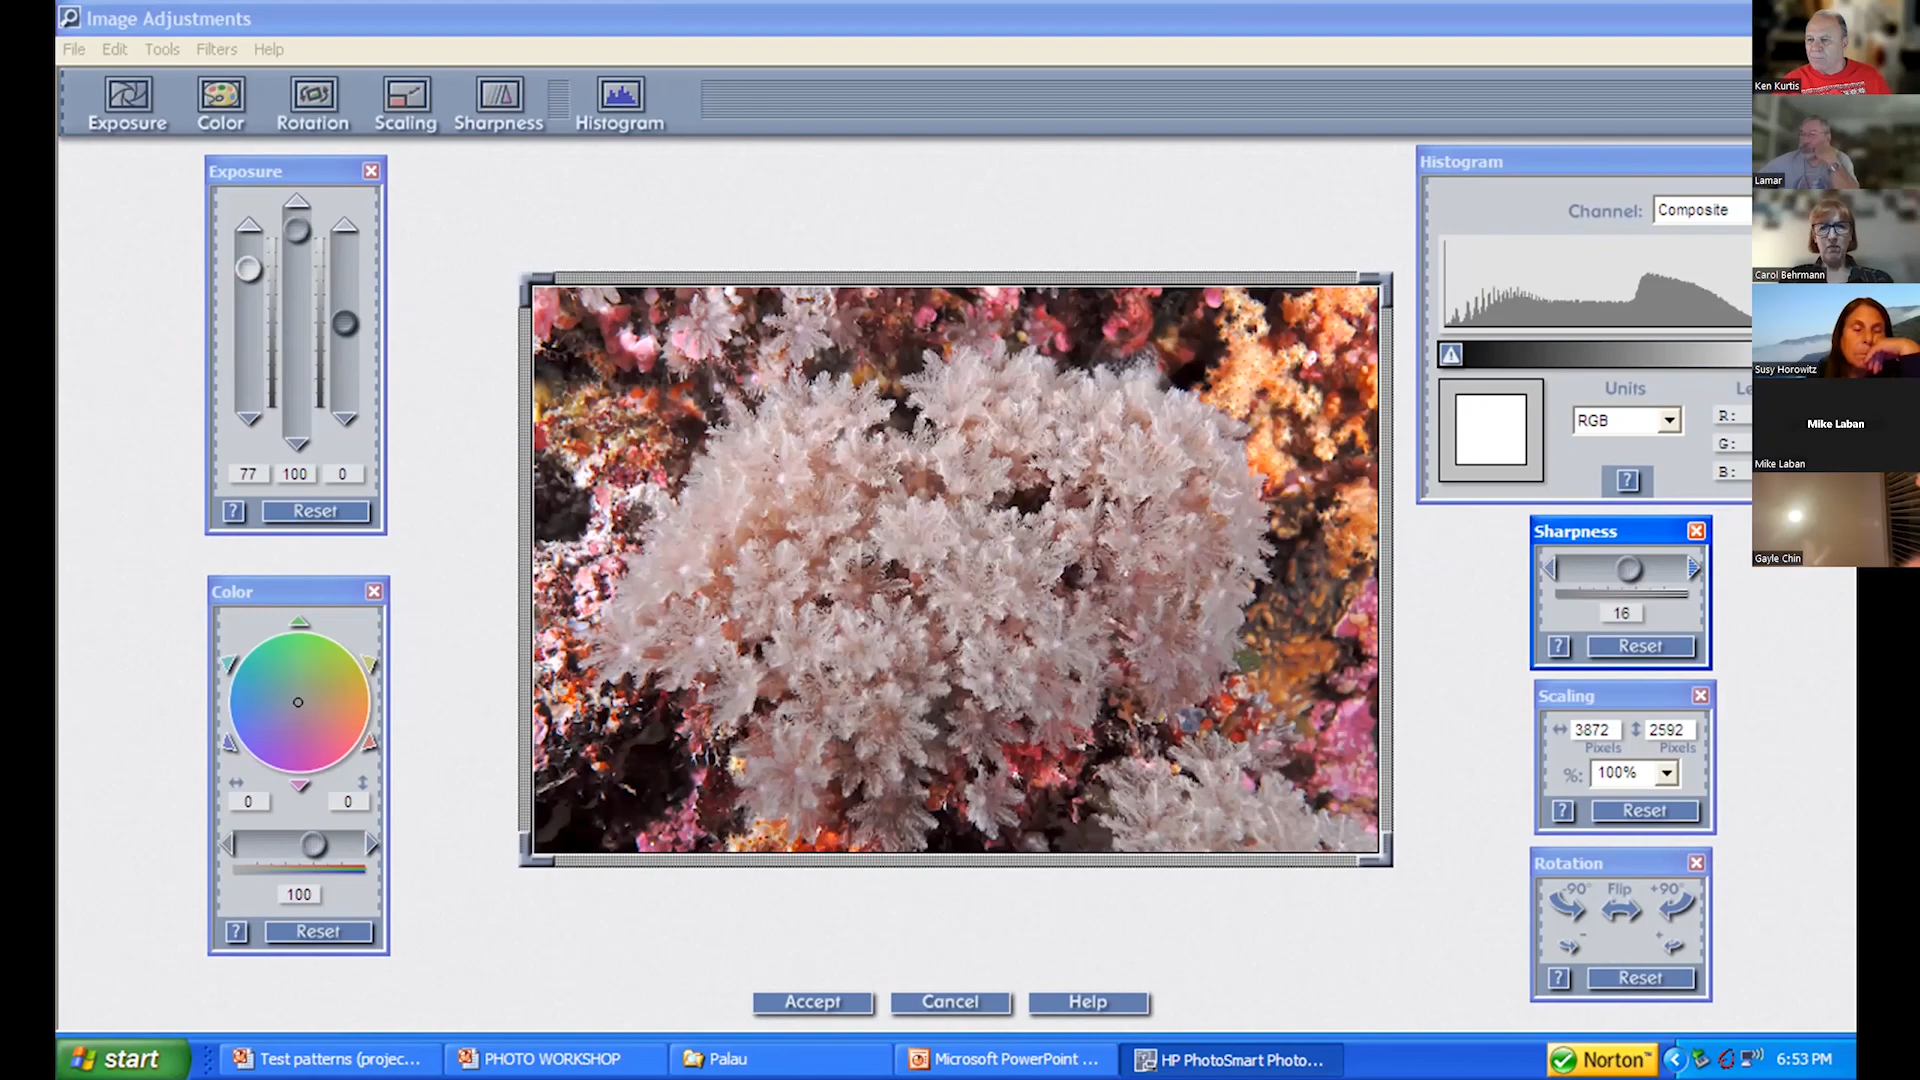 Image Adjustments
File Edit Tools Filters Help
Exposure Color Rotation Scaling Sharpness Histogram
Exposure
77 100 0
? Reset
Color
0 0
100
? Reset
Histogram
Channel: Composite
Units
RGB
R:
G:
B:
?
Sharpness
16
? Reset
Scaling
3872 2592
Pixels Pixels
%: 100%
? Reset
Rotation
-90° Flip +90°
- +
? Reset
Accept Cancel Help
Ken Kurtis
Lamar
Carol Behrmann
Susy Horowitz
Mike Laban
Mike Laban
Gayle Chin
start Test patterns (projec... PHOTO WORKSHOP Palau Microsoft PowerPoint ... HP PhotoSmart Photo... Norton™ 6:53 PM